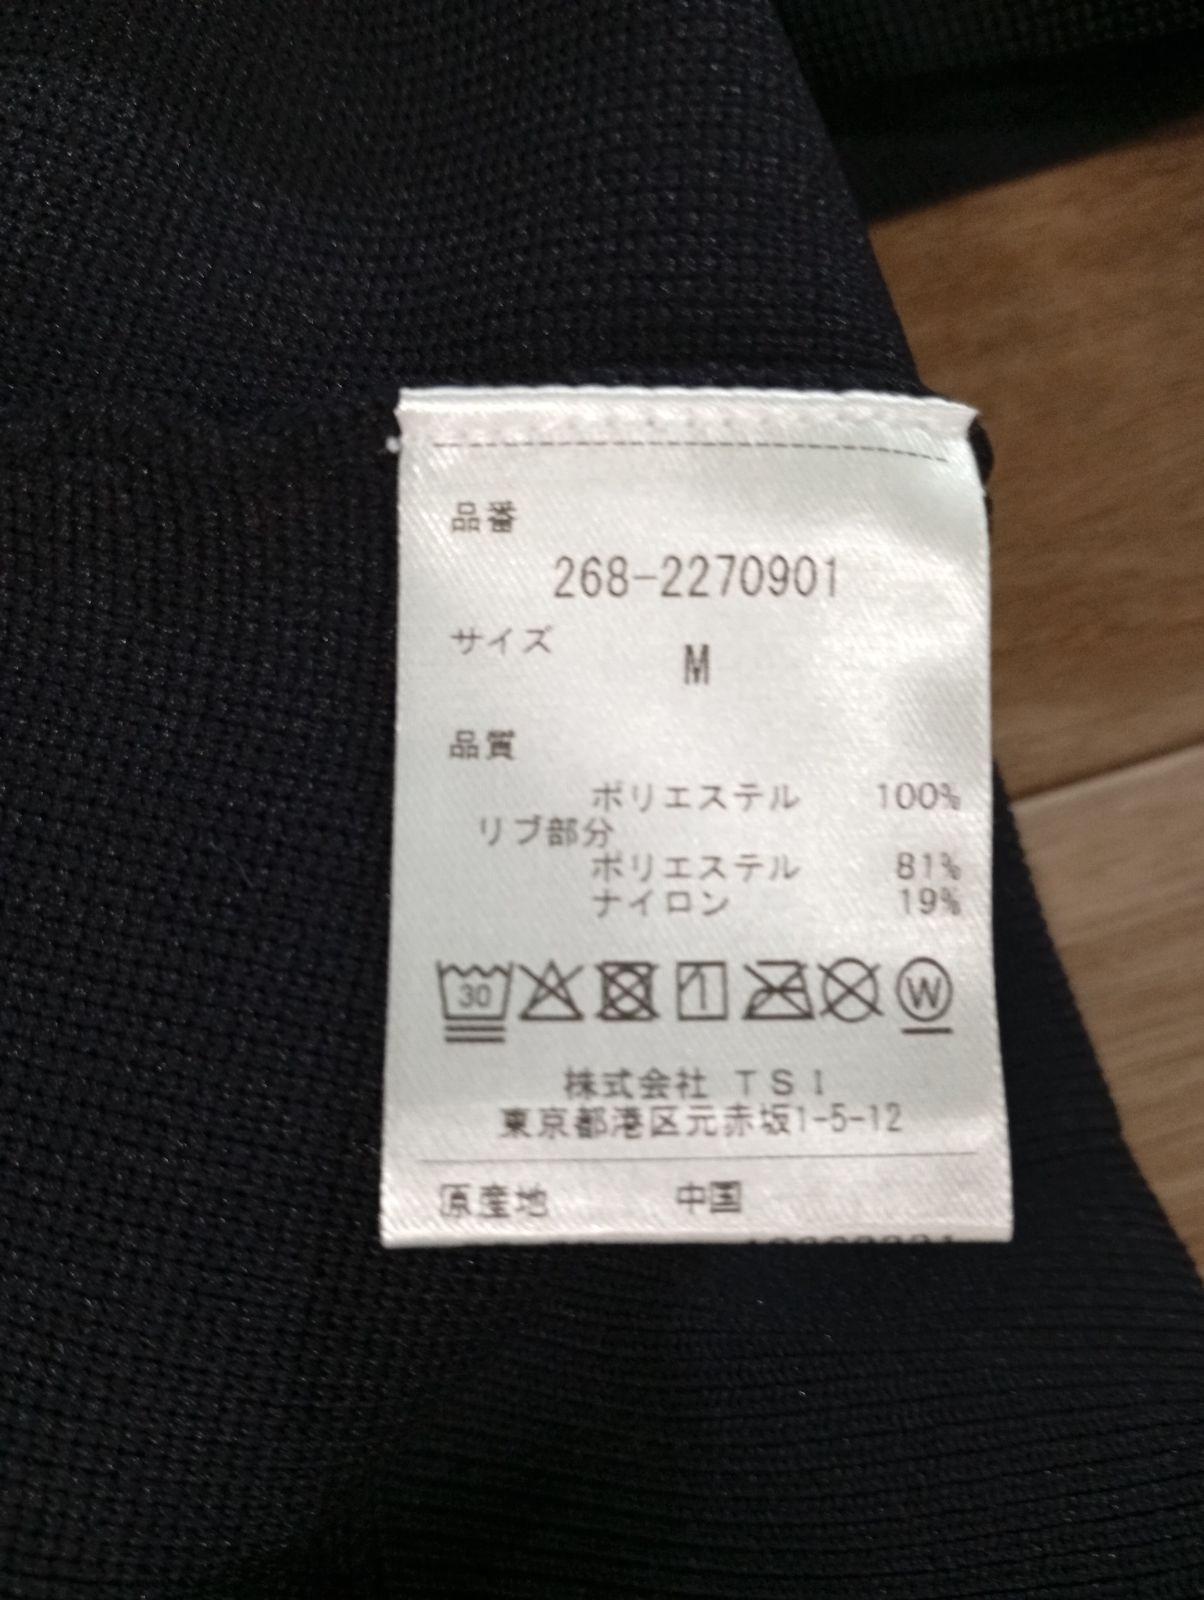 品番
268-2270901
サイズ
M
品質
ポリエステル 100%
リブ部分
ポリエステル 81%
ナイロン 19%
30
W
株式会社 TSI
東京都港区元赤坂1-5-12
原産地 中国